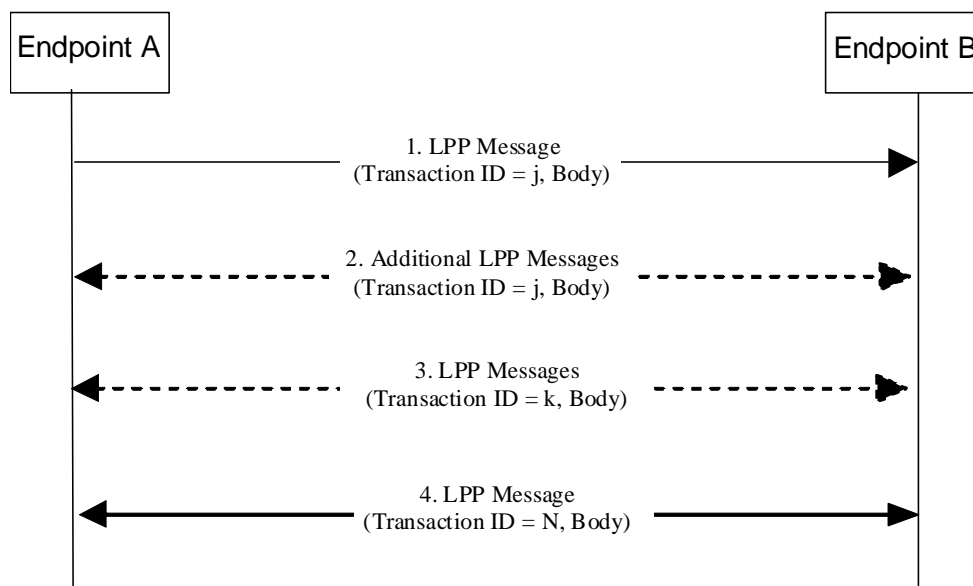 Endpoint A
Endpoint B
1. LPP Message
(Transaction ID = j, Body)
2. Additional LPP Messages
(Transaction ID = j, Body)
3. LPP Messages
(Transaction ID = k, Body)
4. LPP Message
(Transaction ID = N, Body)